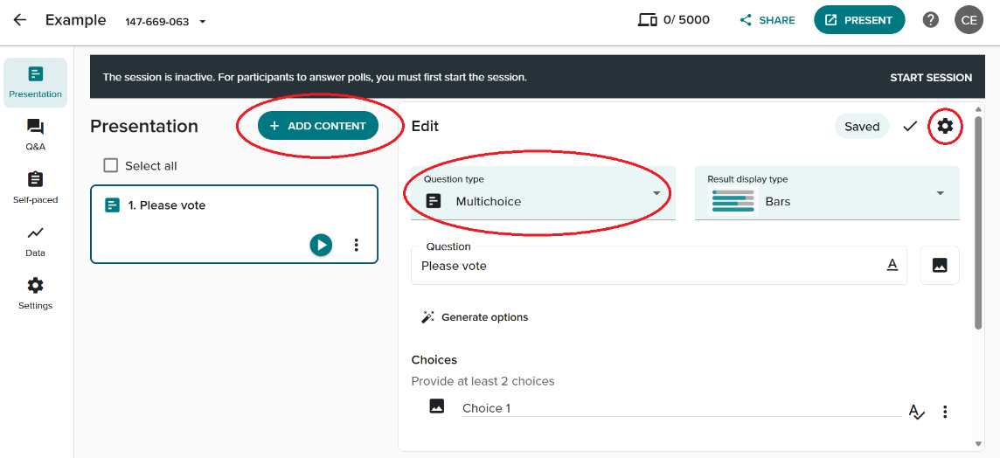 Example 147-669-063 0/ 5000 SHARE PRESENT ? CE
The session is inactive. For participants to answer polls, you must first start the session. START SESSION
Presentation
Q&A
Self-paced
Data
Settings
Presentation + ADD CONTENT
Select all
1. Please vote
Edit Saved
Question type
Multichoice
Result display type
Bars
Question
Please vote A
Generate options
Choices
Provide at least 2 choices
Choice 1 A